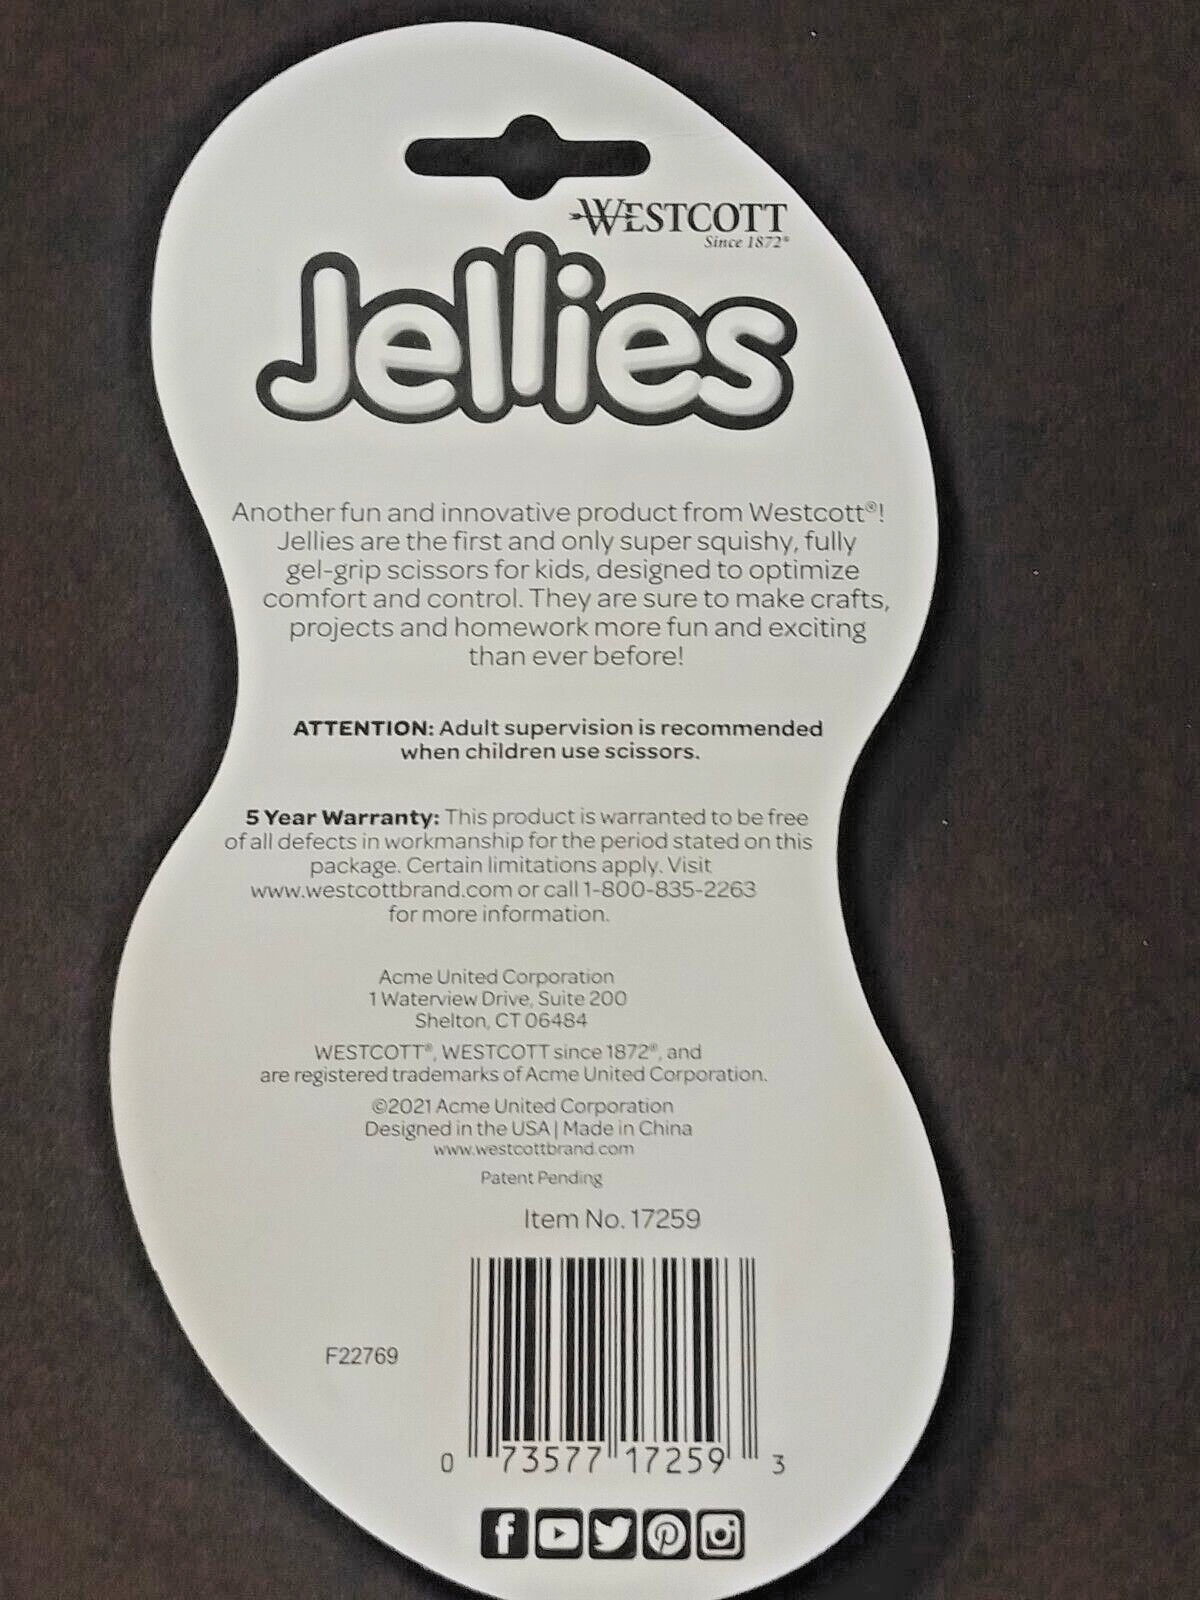 WESTCOTT
Since 1872®
Jellies
Another fun and innovative product from Westcott®!
Jellies are the first and only super squishy, fully
gel-grip scissors for kids, designed to optimize
comfort and control. They are sure to make crafts,
projects and homework more fun and exciting
than ever before!
ATTENTION: Adult supervision is recommended
when children use scissors.
5 Year Warranty: This product is warranted to be free
of all defects in workmanship for the period stated on this
package. Certain limitations apply. Visit
www.westcottbrand.com or call 1-800-835-2263
for more information.
Acme United Corporation
1 Waterview Drive, Suite 200
Shelton, CT 06484
WESTCOTT®, WESTCOTT since 1872®, and
are registered trademarks of Acme United Corporation.
©2021 Acme United Corporation
Designed in the USA | Made in China
www.westcottbrand.com
Patent Pending
Item No. 17259
F22769
0 73577 17259 3